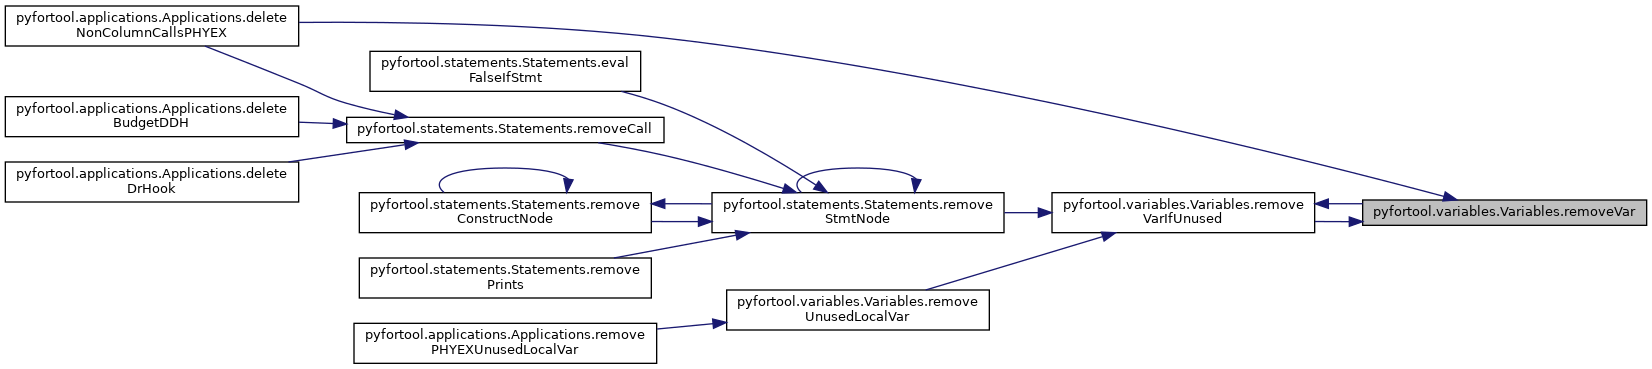 pyfortool.applications.Applications.delete
NonColumnCallsPHYEX
pyfortool.statements.Statements.eval
FalseIfStmt
pyfortool.applications.Applications.delete
BudgetDDH
pyfortool.statements.Statements.removeCall
pyfortool.applications.Applications.delete
DrHook
pyfortool.statements.Statements.remove
ConstructNode
pyfortool.statements.Statements.remove
StmtNode
pyfortool.variables.Variables.remove
VarIfUnused
pyfortool.variables.Variables.removeVar
pyfortool.statements.Statements.remove
Prints
pyfortool.variables.Variables.remove
UnusedLocalVar
pyfortool.applications.Applications.remove
PHYEXUnusedLocalVar